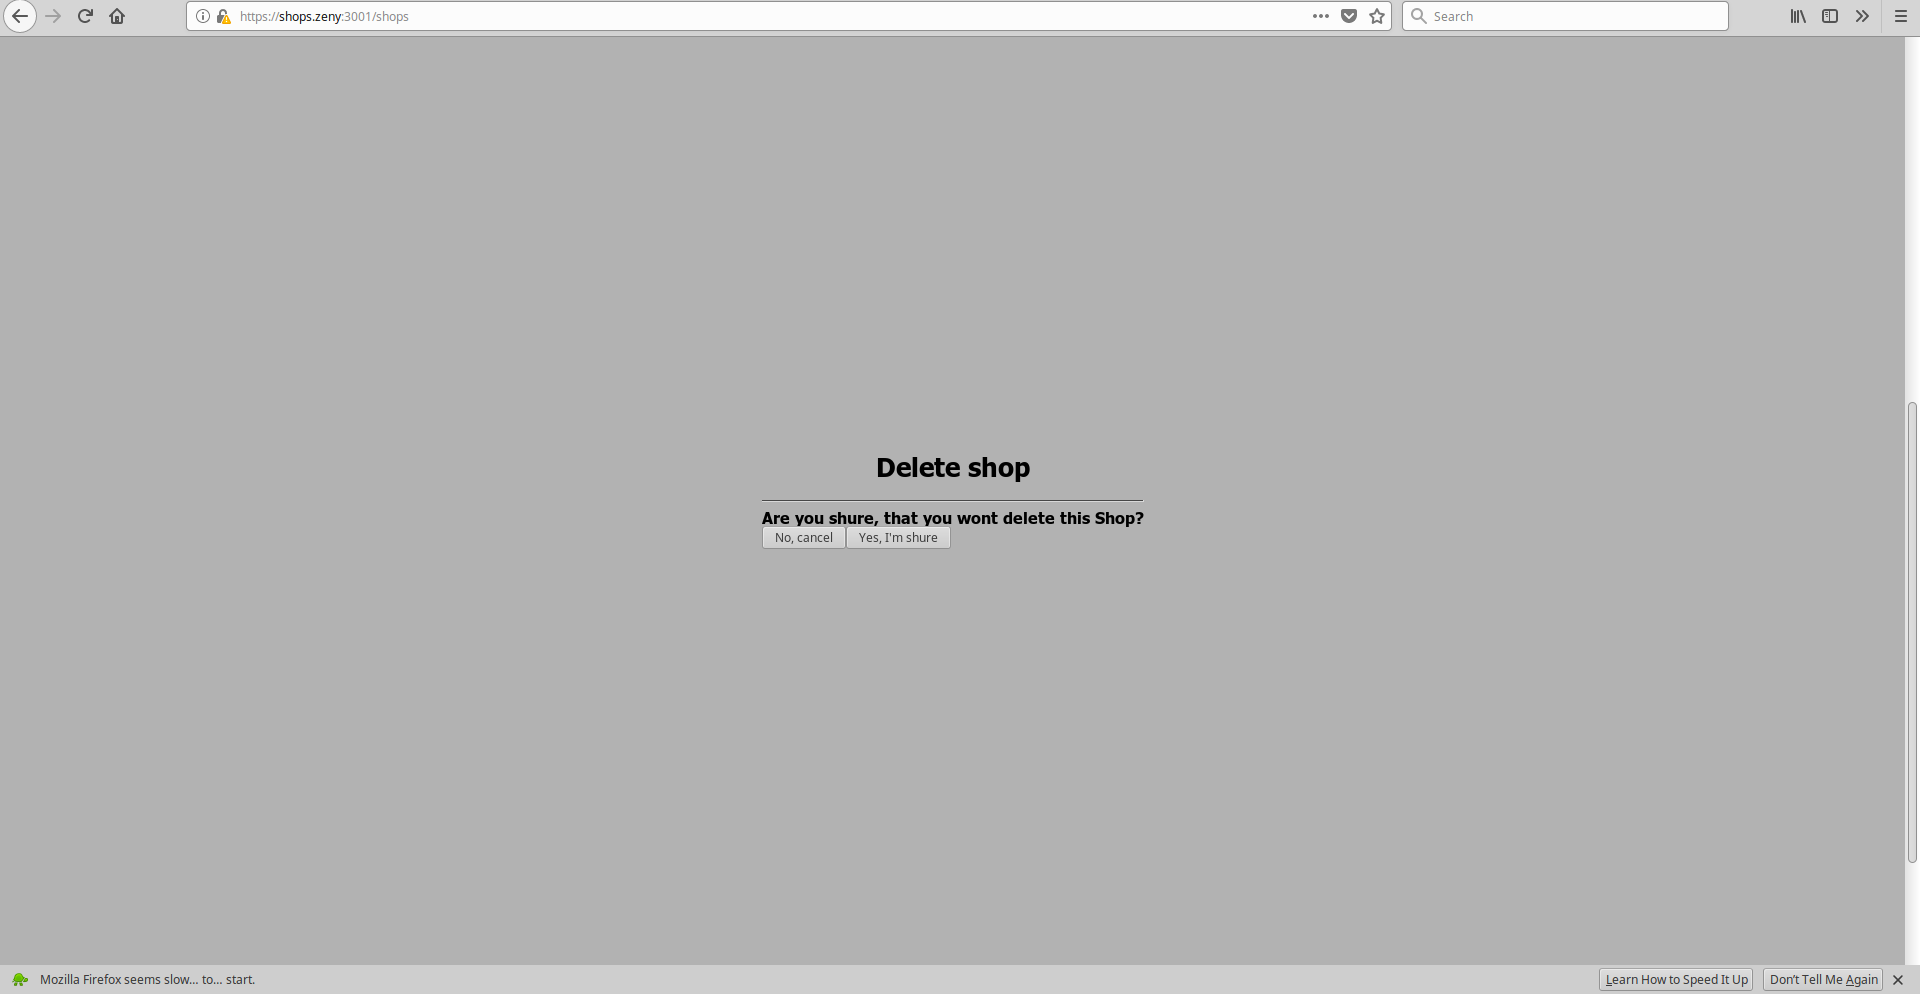 https://shops.zeny:3001/shops
Search
Delete shop
Are you shure, that you wont delete this Shop?
No, cancel
Yes, I'm shure
Mozilla Firefox seems slow... to... start.
Learn How to Speed It Up
Don't Tell Me Again